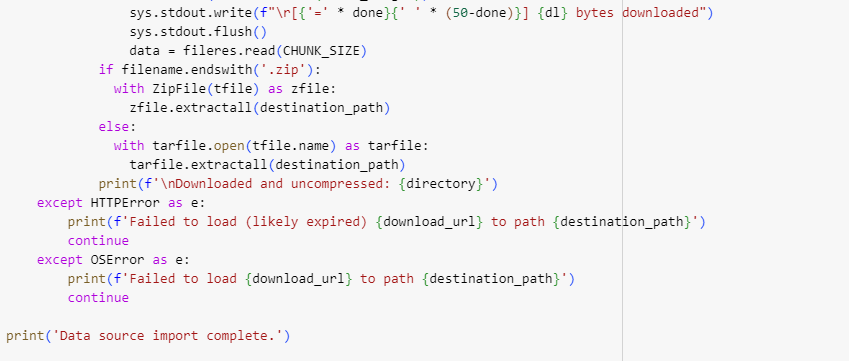 sys.stdout.write(f"\r[{'=' * done}{' ' * (50-done)}] {dl} bytes downloaded")
sys.stdout.flush()
data = fileres.read(CHUNK_SIZE)
if filename.endswith('.zip'):
with ZipFile(tfile) as zfile:
zfile.extractall(destination_path)
else:
with tarfile.open(tfile.name) as tarfile:
tarfile.extractall(destination_path)
print(f'\nDownloaded and uncompressed: {directory}')
except HTTPError as e:
print(f'Failed to load (likely expired) {download_url} to path {destination_path}')
continue
except OSError as e:
print(f'Failed to load {download_url} to path {destination_path}')
continue
print('Data source import complete.')